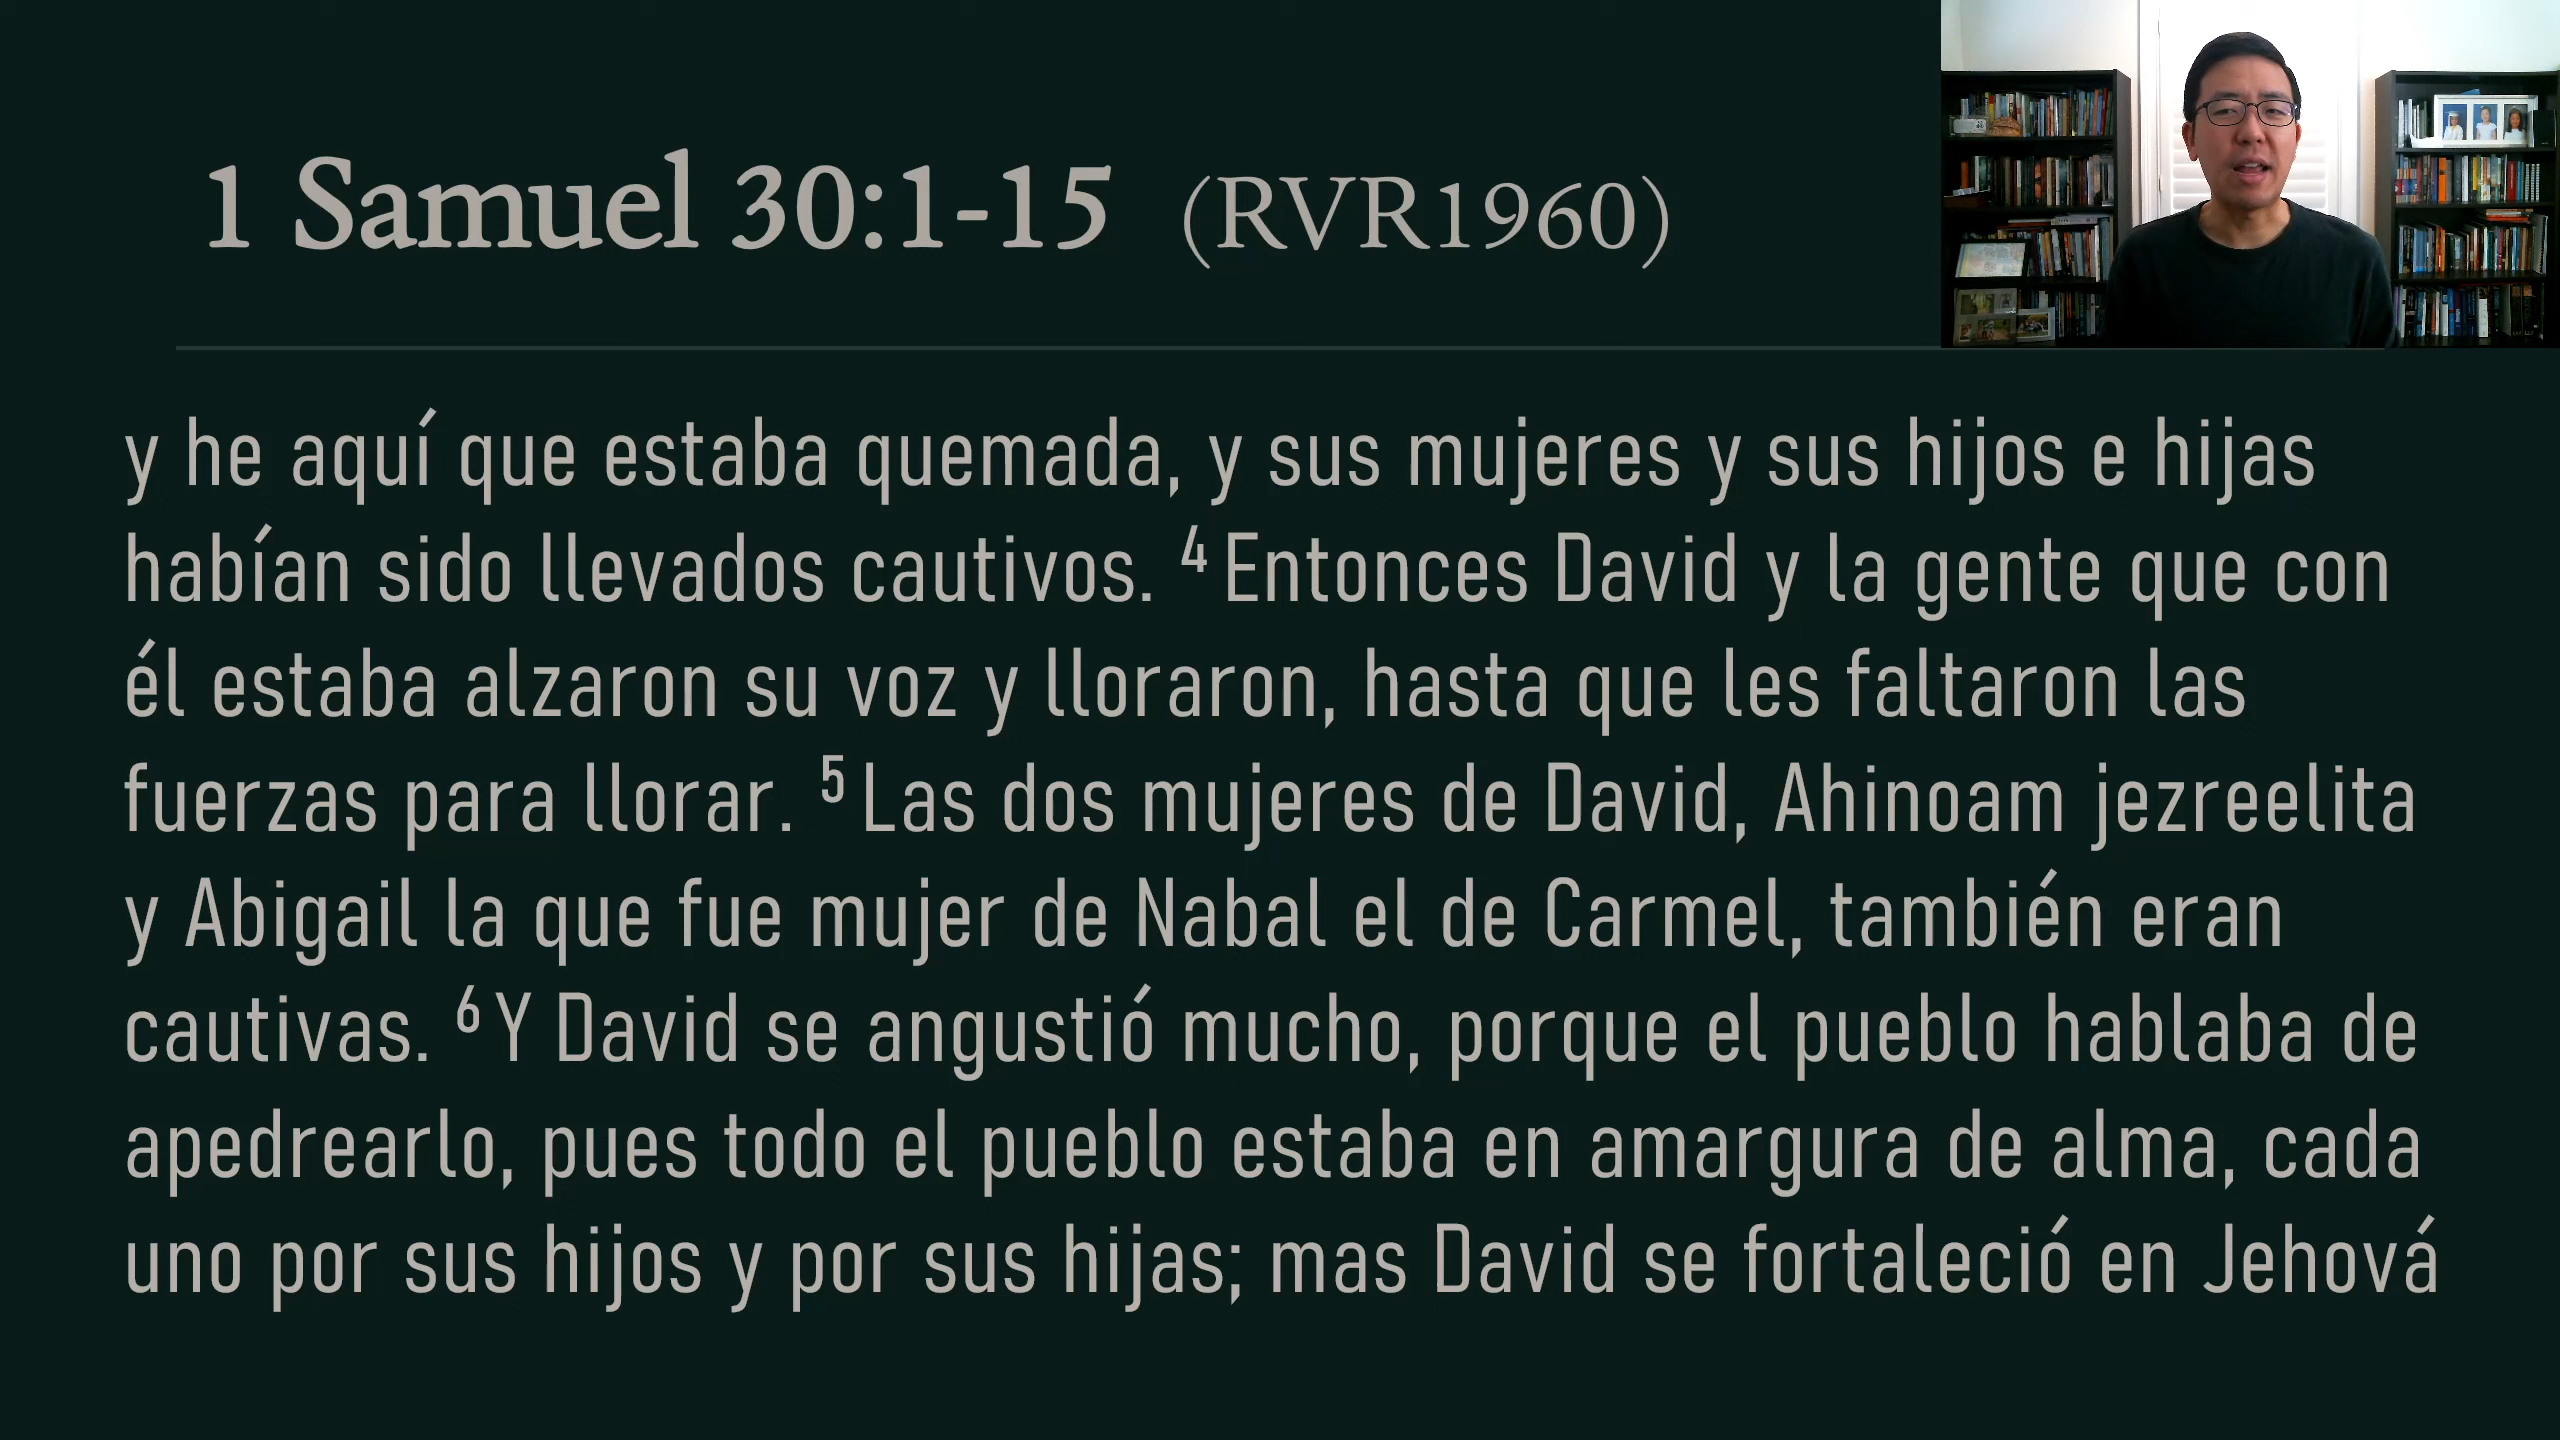 1 Samuel 30:1-15 (RVR1960)
y he aquí que estaba quemada, y sus mujeres y sus hijos e hijas
habían sido llevados cautivos. 4 Entonces David y la gente que con
él estaba alzaron su voz y lloraron, hasta que les faltaron las
fuerzas para llorar. 5 Las dos mujeres de David, Ahinoam jezreelita
y Abigail la que fue mujer de Nabal el de Carmel, también eran
cautivas. 6 Y David se angustió mucho, porque el pueblo hablaba de
apedrearlo, pues todo el pueblo estaba en amargura de alma, cada
uno por sus hijos y por sus hijas; mas David se fortaleció en Jehová